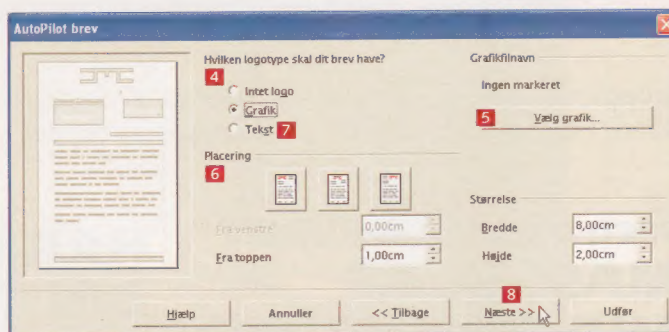 AutoPilot brev
Hvilken logotype skal dit brev have?
4
Intet logo
Grafik
Tekst 7
Placering
6
Fra venstre 0,00cm
Fra toppen 1,00cm
Grafikfilnavn
Ingen markeret
5 Vælg grafik...
Størrelse
Bredde 8,00cm
Højde 2,00cm
8
Hjælp Annuller << Tilbage Næste >> Udfør